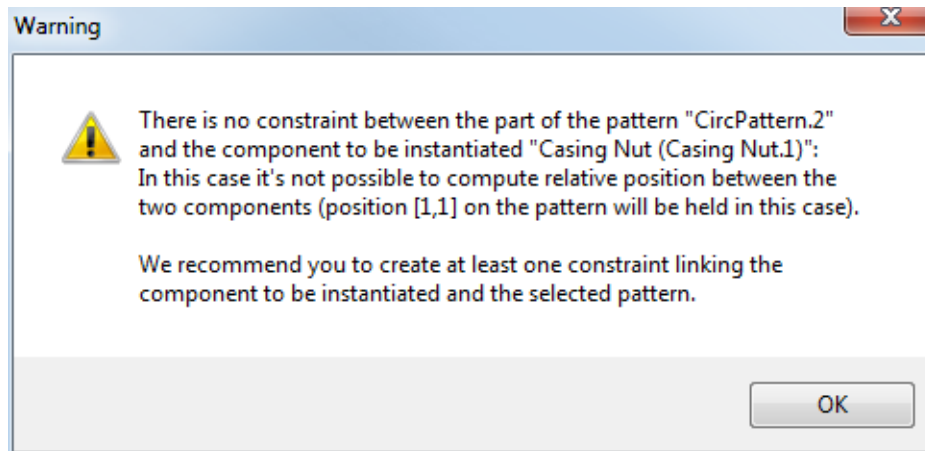 Warning
There is no constraint between the part of the pattern "CircPattern.2"
and the component to be instantiated "Casing Nut (Casing Nut.1)":
In this case it's not possible to compute relative position between the
two components (position [1,1] on the pattern will be held in this case).
We recommend you to create at least one constraint linking the
component to be instantiated and the selected pattern.
OK